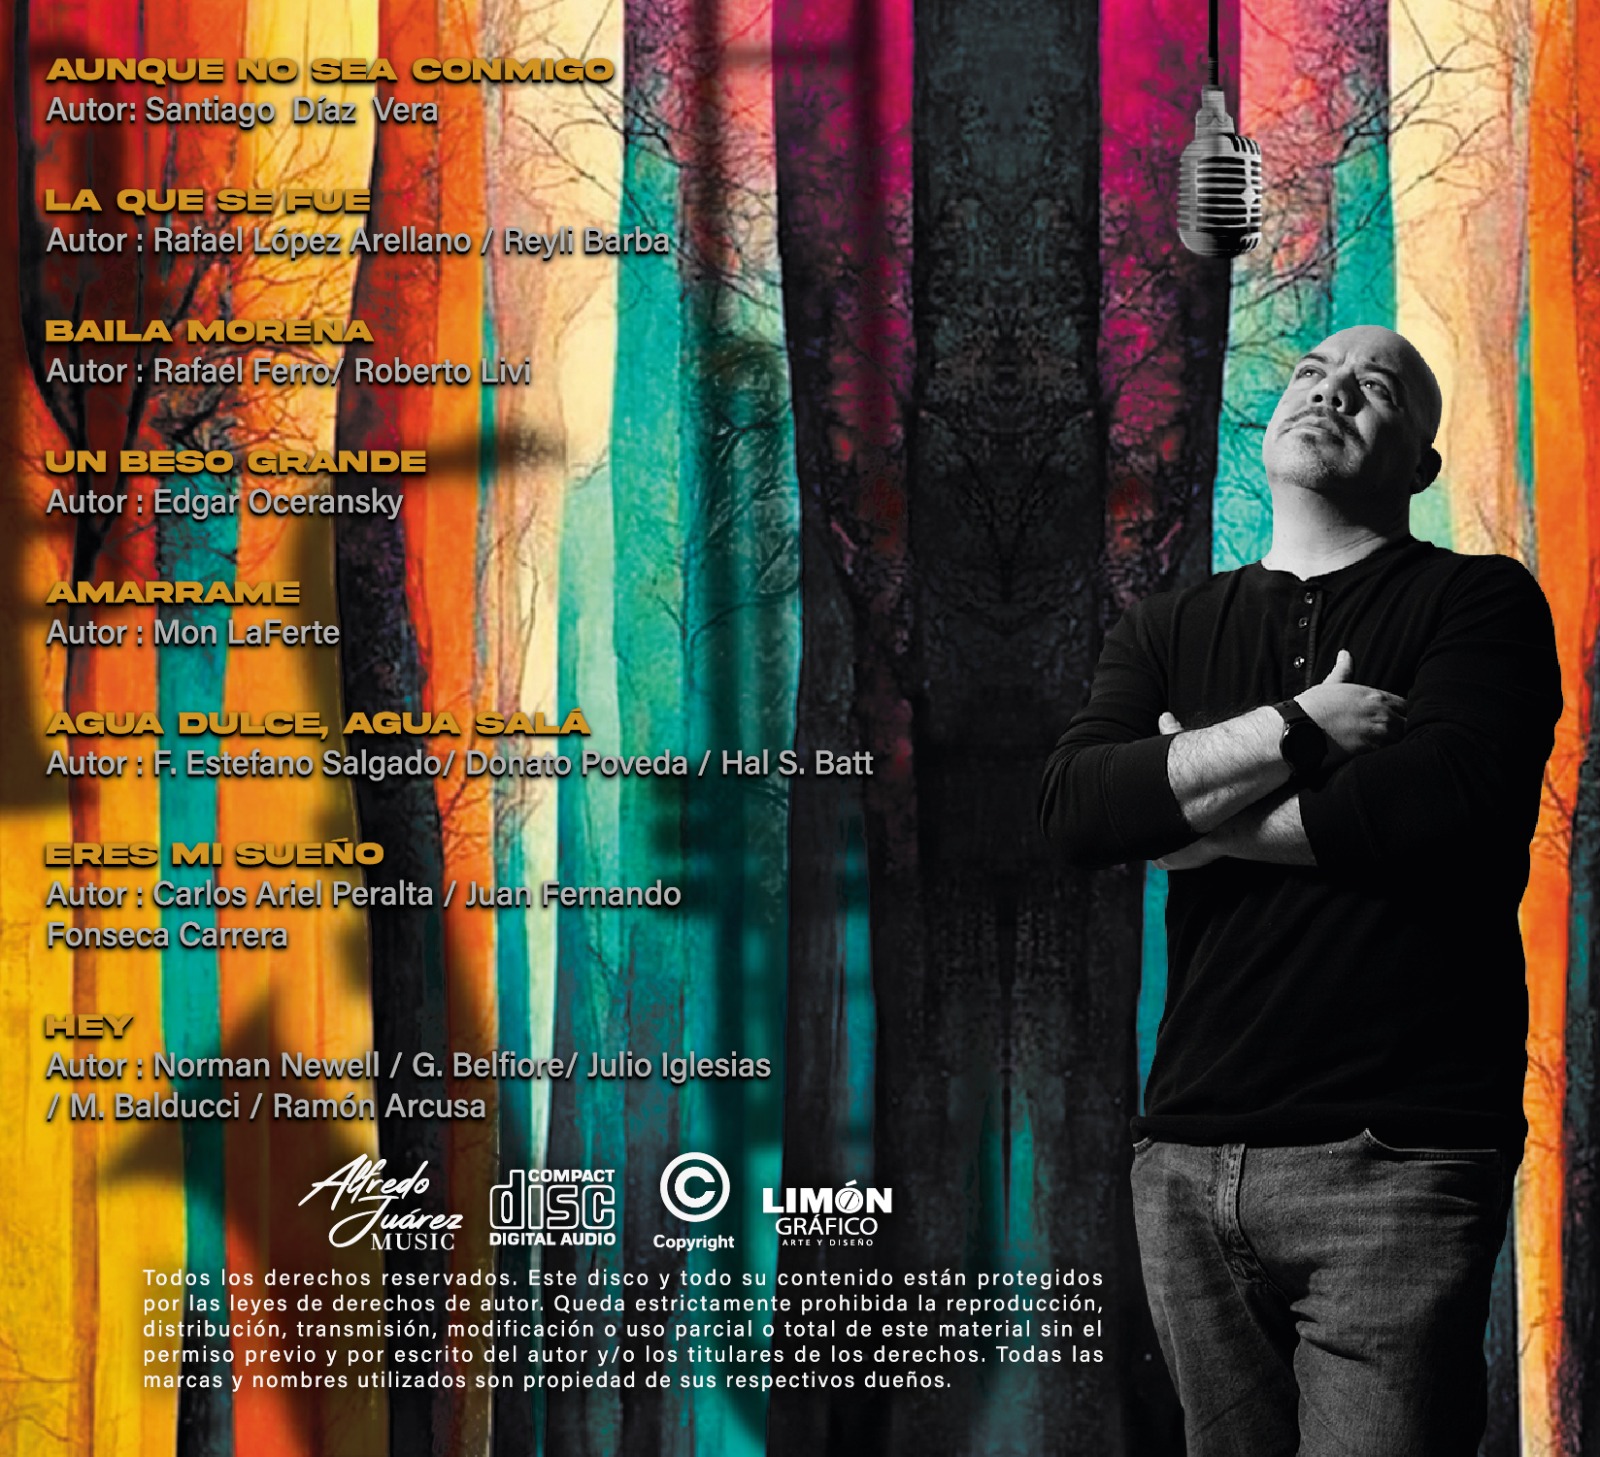 AUNQUE NO SEA CONMIGO
Autor: Santiago Díaz Vera
LA QUE SE FUE
Autor : Rafael López Arellano / Reyli Barba
BAILA MORENA
Autor : Rafael Ferro/ Roberto Livi
UN BESO GRANDE
Autor : Edgar Oceransky
AMARRAME
Autor : Mon LaFerte
AGUA DULCE, AGUA SALÁ
Autor : F. Estefano Salgado/ Donato Poveda / Hal S. Batt
ERES MI SUEÑO
Autor : Carlos Ariel Peralta / Juan Fernando
Fonseca Carrera
HEY
Autor : Norman Newell / G. Belfiore/ Julio Iglesias
/ M. Balducci / Ramón Arcusa
Alfredo
Juárez
MUSIC
COMPACT
disc
DIGITAL AUDIO
©
Copyright
LIMÓN
GRÁFICO
ARTE Y DISEÑO
Todos los derechos reservados. Este disco y todo su contenido están protegidos
por las leyes de derechos de autor. Queda estrictamente prohibida la reproducción,
distribución, transmisión, modificación o uso parcial o total de este material sin el
permiso previo y por escrito del autor y/o los titulares de los derechos. Todas las
marcas y nombres utilizados son propiedad de sus respectivos dueños.